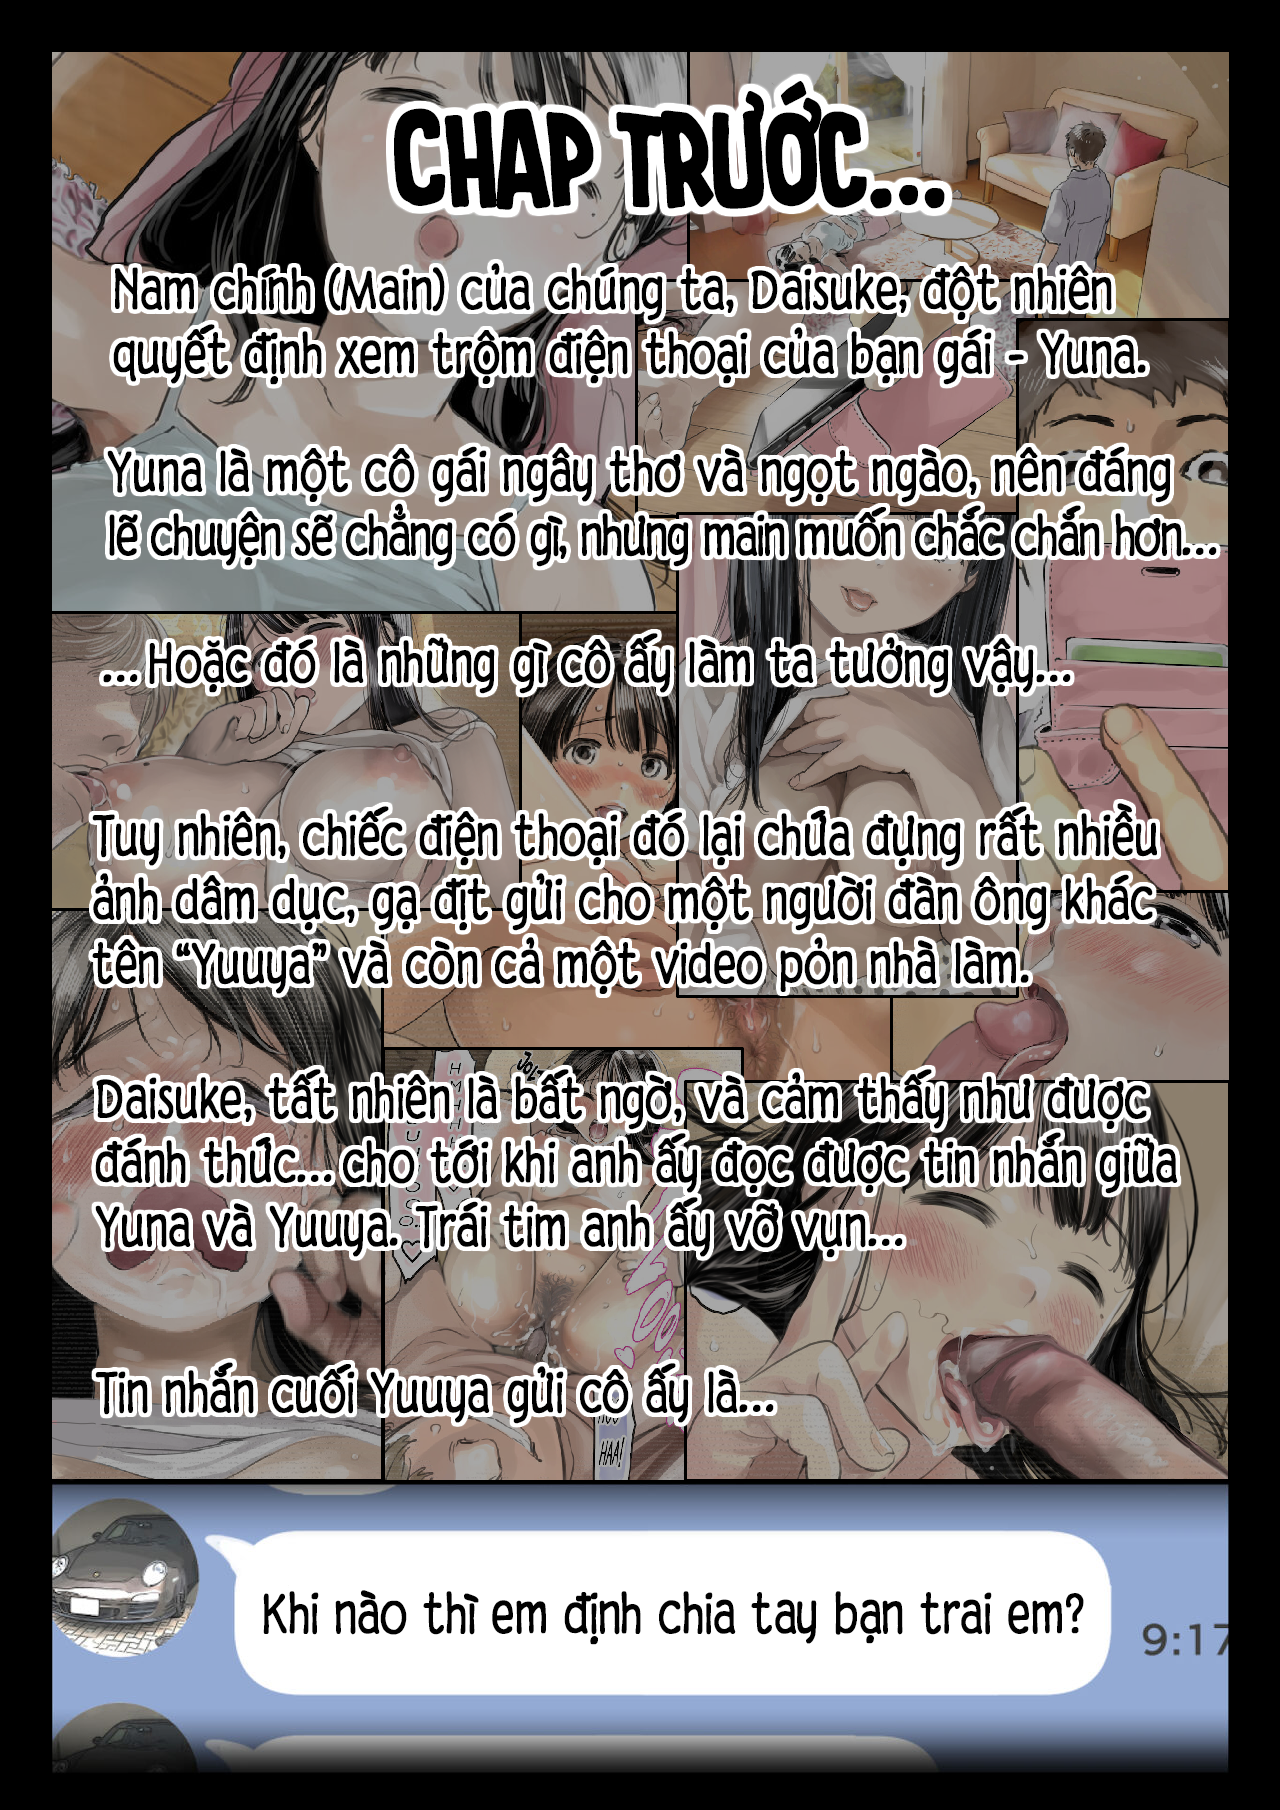 CHAP TRƯỚC...
Nam chính (Main) của chúng ta, Daisuke, đột nhiên
quyết định xem trộm điện thoại của bạn gái - Yuna.
Yuna là một cô gái ngây thơ và ngọt ngào, nên đáng
lẽ chuyện sẽ chẳng có gì, nhưng main muốn chắc chắn hơn...
...Hoặc đó là những gì cô ấy làm ta tưởng vậy...
Tuy nhiên, chiếc điện thoại đó lại chứa đựng rất nhiều
ảnh dâm dục, gạ địt gửi cho một người đàn ông khác
tên “Yuuya” và còn cả một video pỏn nhà làm.
Daisuke, tất nhiên là bất ngờ, và cảm thấy như được
đánh thức... cho tới khi anh ấy đọc được tin nhắn giữa
Yuna và Yuuya. Trái tim anh ấy vỡ vụn...
Tin nhắn cuối Yuuya gửi cô ấy là...
HAA!
Khi nào thì em định chia tay bạn trai em?
9:17